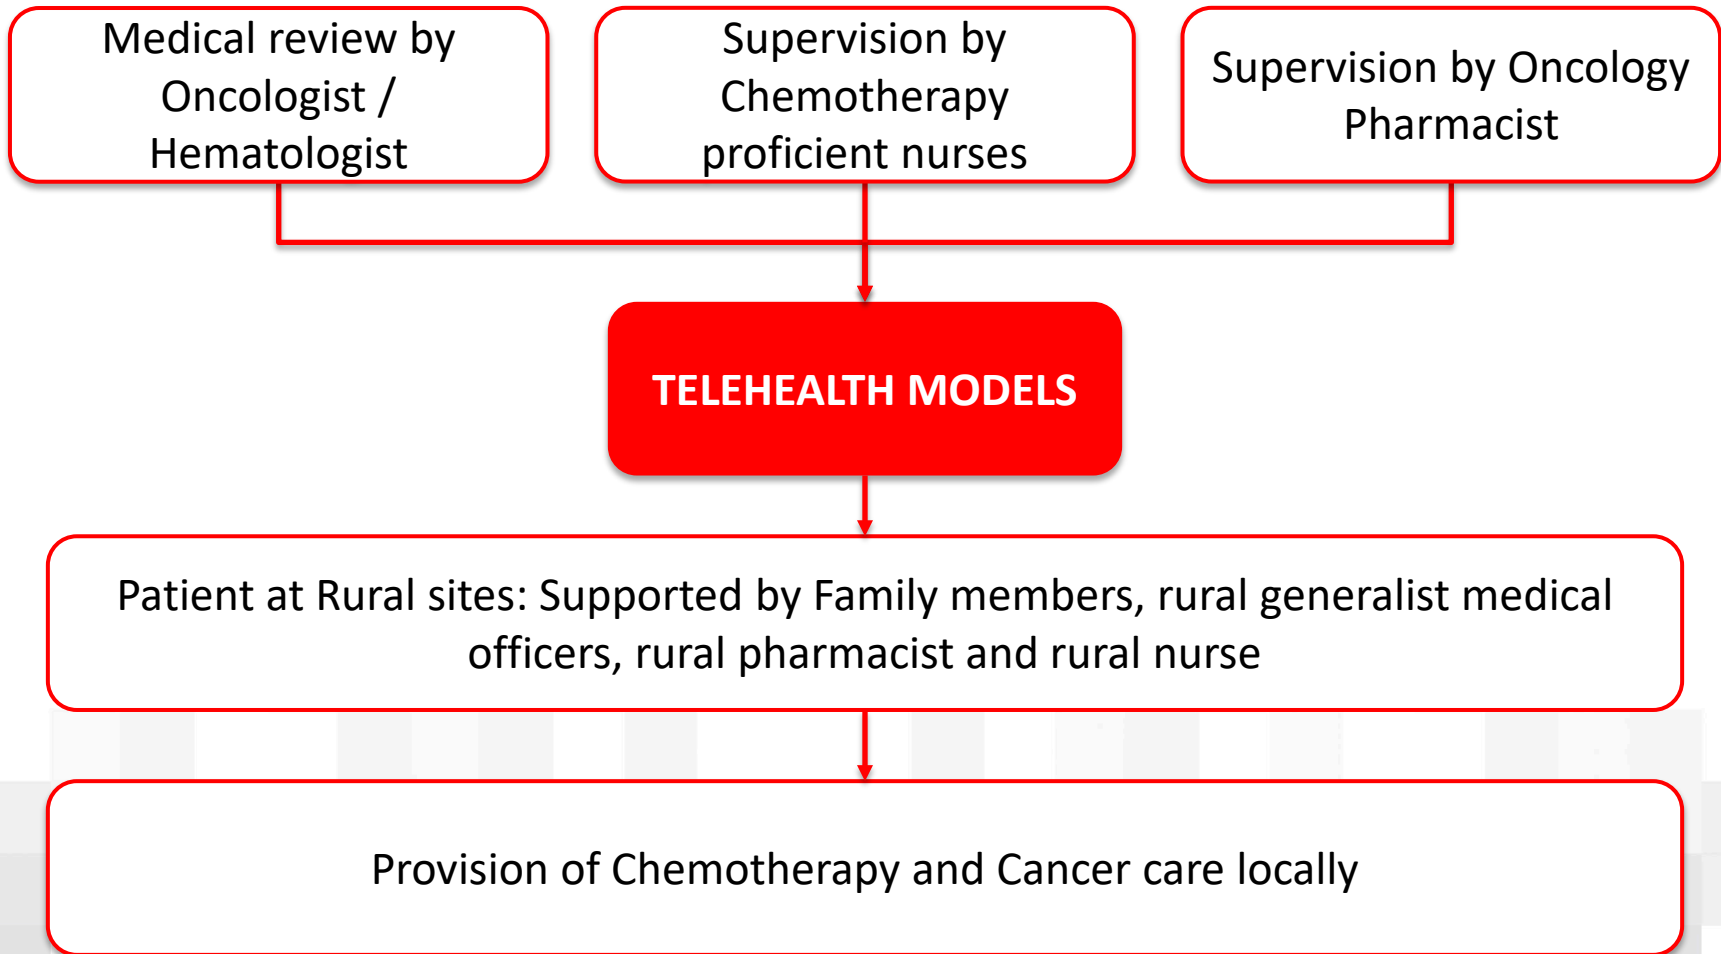 Medical review by
Oncologist /
Hematologist
Supervision by
Chemotherapy
proficient nurses
Supervision by Oncology
Pharmacist
TELEHEALTH MODELS
Patient at Rural sites: Supported by Family members, rural generalist medical
officers, rural pharmacist and rural nurse
Provision of Chemotherapy and Cancer care locally